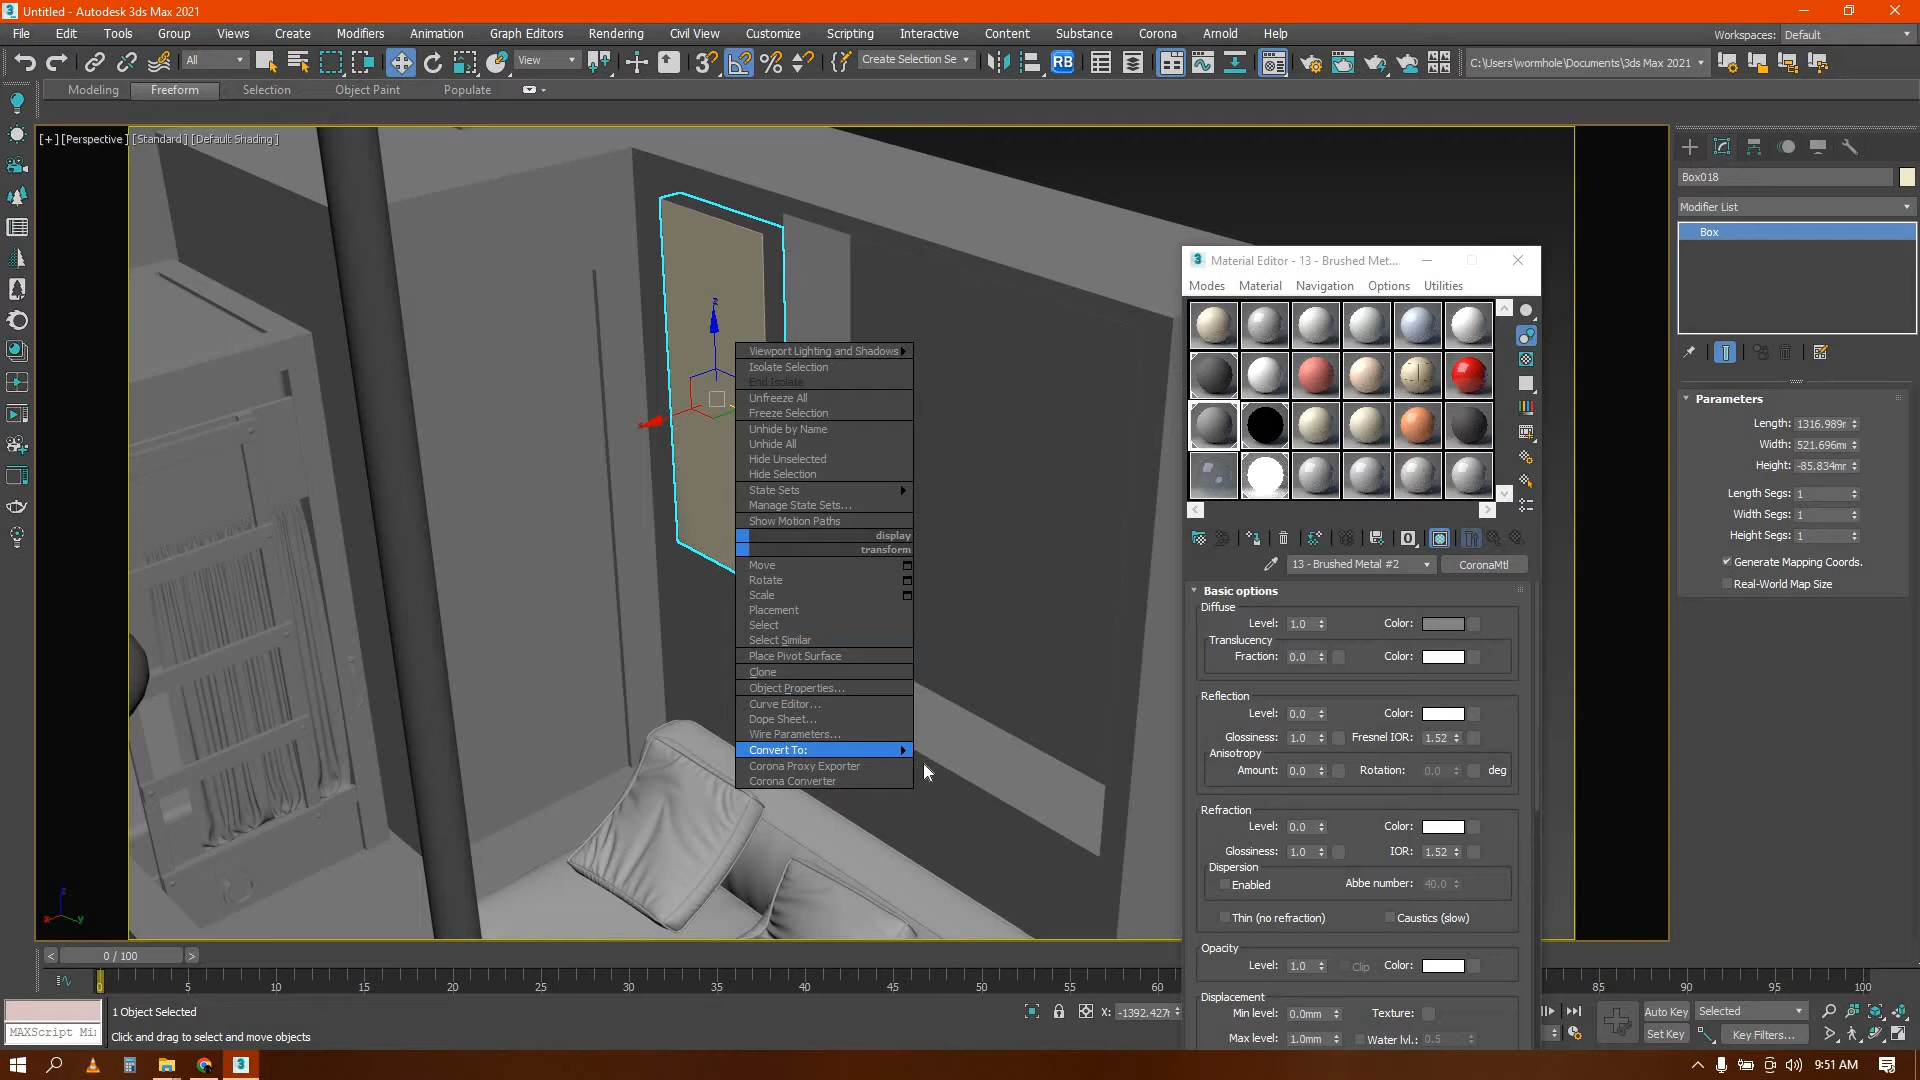 Untitled - Autodesk 3ds Max 2021
File Edit Tools Group Views Create Modifiers Animation Graph Editors Rendering Civil View Customize Scripting Interactive Content Substance Corona Arnold Help
Workspaces: Default
All
View
Create Selection Se
RB
C:\Users\wormhole\Documents\3ds Max 2021
Modeling Freeform Selection Object Paint Populate
[+] [Perspective] [Standard] [Default Shading]
Box018
Modifier List
Box
Parameters
Length: 1316.989m
Width: 521.696m
Height: -85.834mm
Length Segs: 1
Width Segs: 1
Height Segs: 1
Generate Mapping Coords.
Real-World Map Size
Viewport Lighting and Shadows
Isolate Selection
End Isolate
Unfreeze All
Freeze Selection
Unhide by Name
Unhide All
Hide Unselected
Hide Selection
State Sets
Manage State Sets...
Show Motion Paths
display
transform
Move
Rotate
Scale
Placement
Select
Select Similar
Place Pivot Surface
Clone
Object Properties...
Curve Editor...
Dope Sheet...
Wire Parameters...
Convert To:
Corona Proxy Exporter
Corona Converter
Material Editor - 13 - Brushed Met...
Modes Material Navigation Options Utilities
13 - Brushed Metal #2
CoronaMtl
Basic options
Diffuse
Level: 1.0 Color:
Translucency
Fraction: 0.0 Color:
Reflection
Level: 0.0 Color:
Glossiness: 1.0 Fresnel IOR: 1.52
Anisotropy
Amount: 0.0 Rotation: 0.0 deg
Refraction
Level: 0.0 Color:
Glossiness: 1.0 IOR: 1.52
Dispersion
Enabled Abbe number: 40.0
Thin (no refraction) Caustics (slow)
Opacity
Level: 1.0 Clip Color:
Displacement
Min level: 0.0mm Texture:
Max level: 1.0mm Water lvl.: 0.5
z
x
z
x
y
< 0 / 100 >
0 5 10 15 20 25 30 35 40 45 50 55 60 85 90 95 100
1 Object Selected
X: -1392.427
MAXScript Mi
Click and drag to select and move objects
Auto Key
Selected
Set Key
Key Filters...
9:51 AM